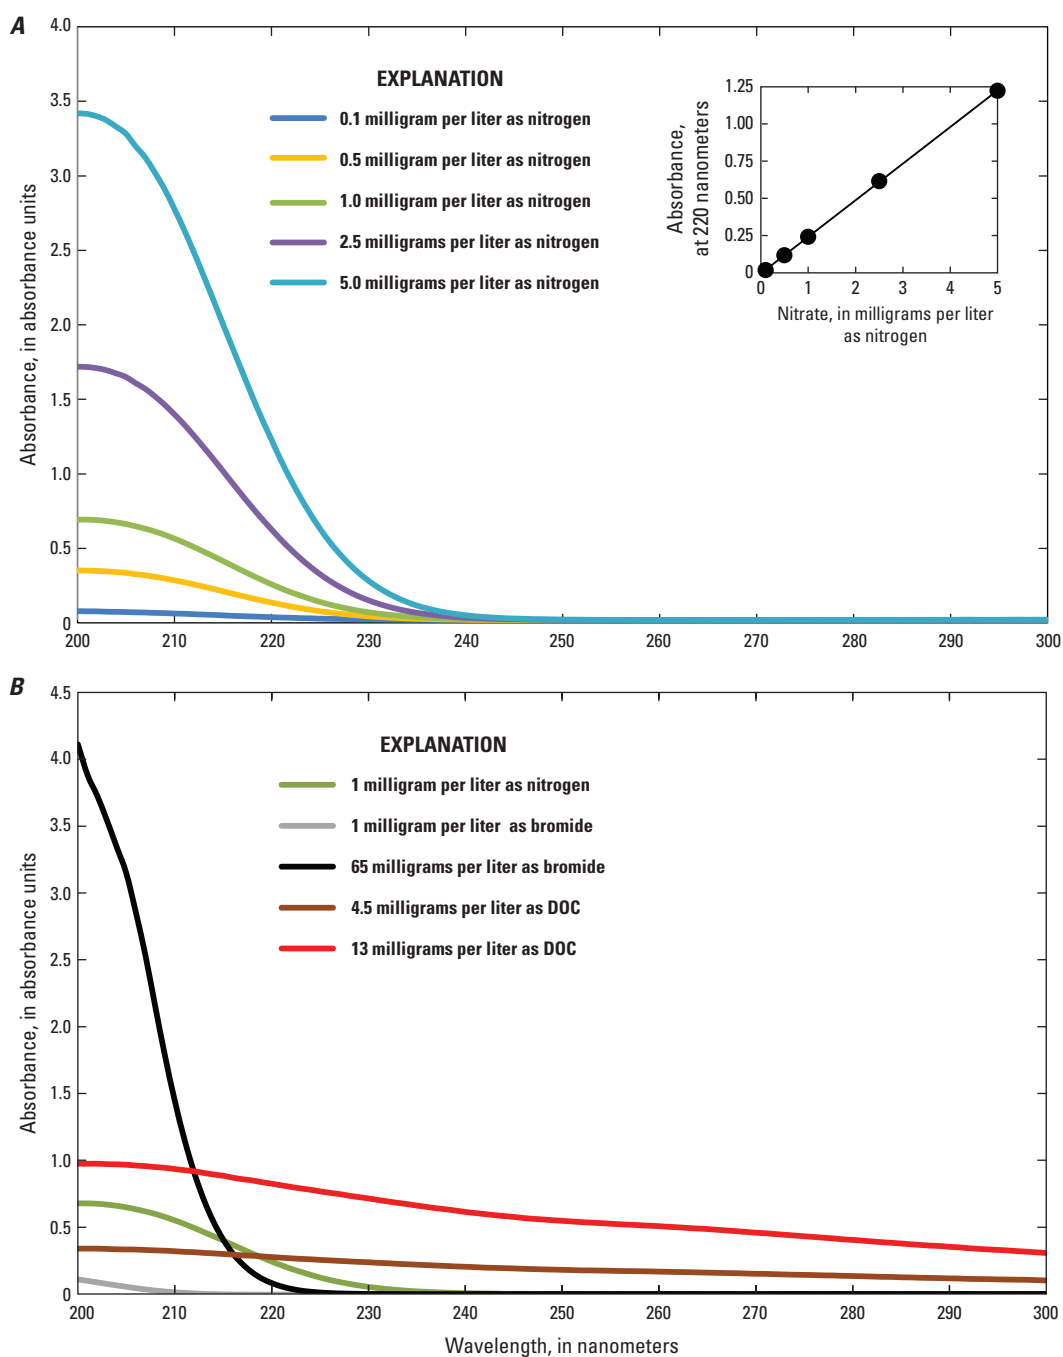 A
4.0
3.5
3.0
2.5
2.0
1.5
1.0
0.5
0
Absorbance, in absorbance units
EXPLANATION
0.1 milligram per liter as nitrogen
0.5 milligram per liter as nitrogen
1.0 milligram per liter as nitrogen
2.5 milligrams per liter as nitrogen
5.0 milligrams per liter as nitrogen
Absorbance,
at 220 nanometers
1.25
1.00
0.75
0.50
0.25
0
0 1 2 3 4 5
Nitrate, in milligrams per liter
as nitrogen
200 210 220 230 240 250 260 270 280 290 300
B
4.5
4.0
3.5
3.0
2.5
2.0
1.5
1.0
0.5
0
Absorbance, in absorbance units
EXPLANATION
1 milligram per liter as nitrogen
1 milligram per liter as bromide
65 milligrams per liter as bromide
4.5 milligrams per liter as DOC
13 milligrams per liter as DOC
200 210 220 230 240 250 260 270 280 290 300
Wavelength, in nanometers